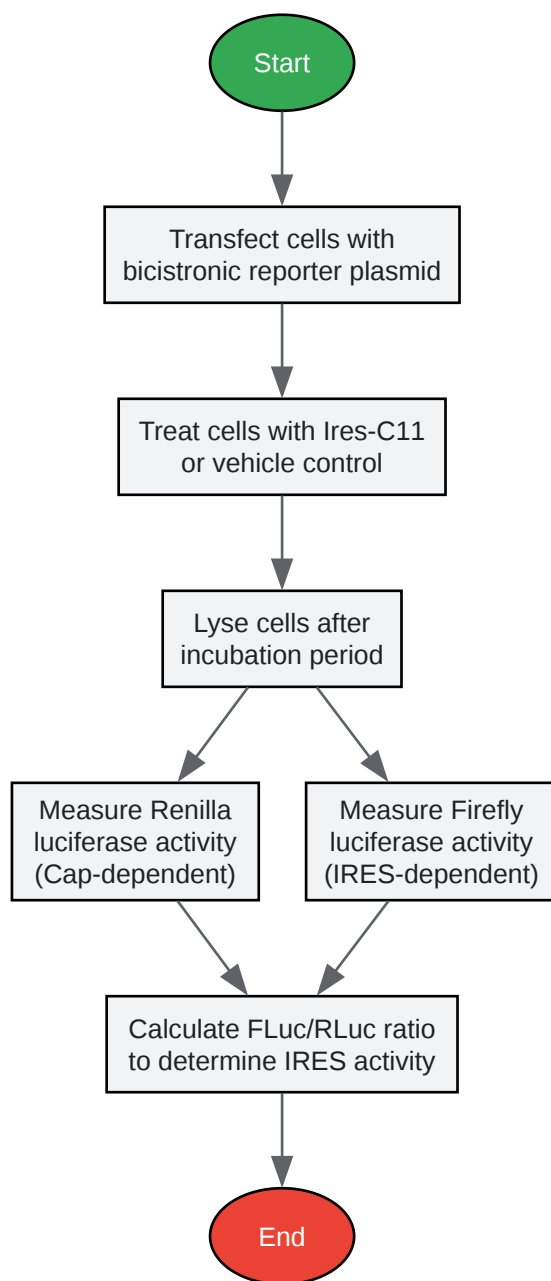 Start
Transfect cells with
bicistronic reporter plasmid
Treat cells with Ires-C11
or vehicle control
Lyse cells after
incubation period
Measure Renilla
luciferase activity
(Cap-dependent)
Measure Firefly
luciferase activity
(IRES-dependent)
Calculate FLuc/RLuc ratio
to determine IRES activity
End